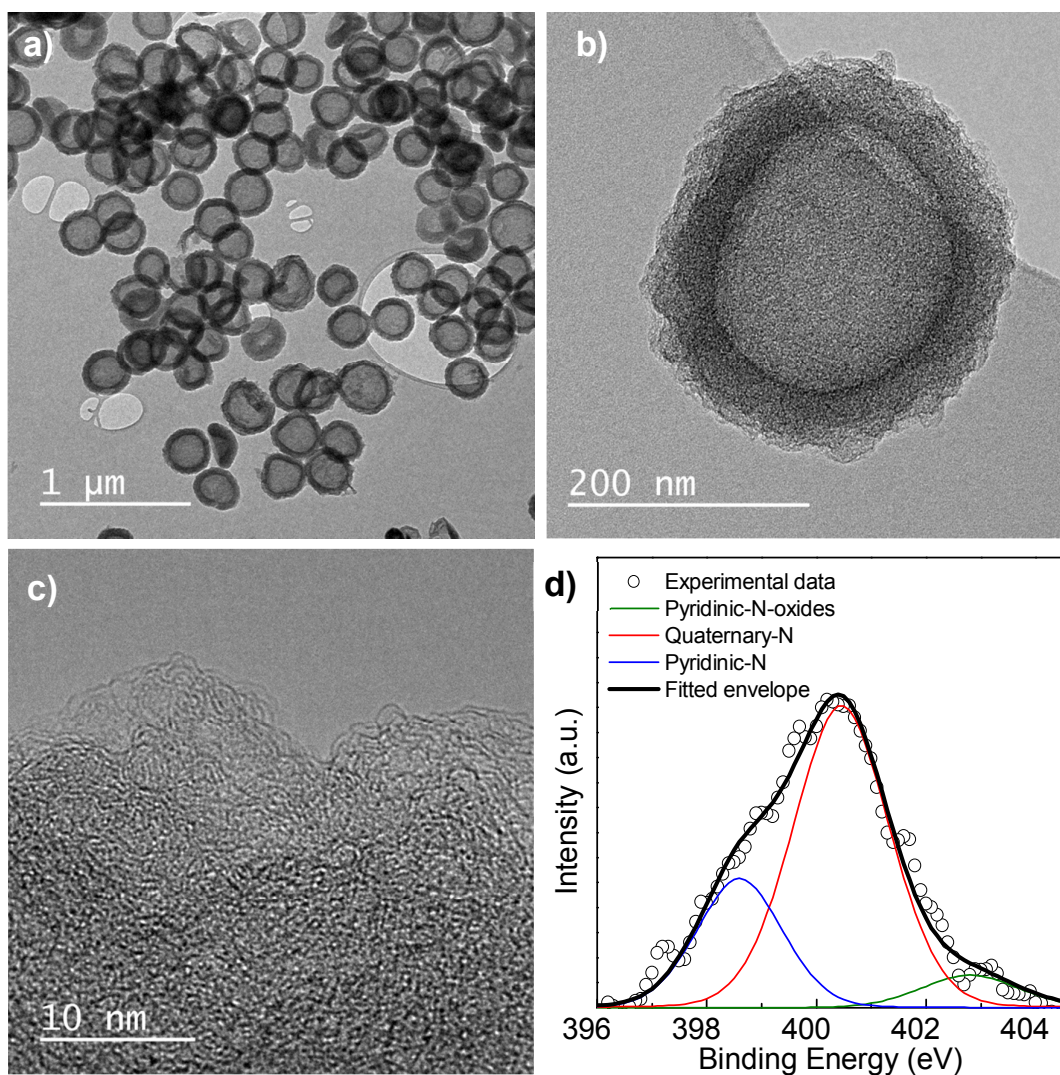 a)
1 µm
b)
200 nm
c)
10 nm
d)
Experimental data
Pyridinic-N-oxides
Quaternary-N
Pyridinic-N
Fitted envelope
Intensity (a.u.)
396 398 400 402 404
Binding Energy (eV)